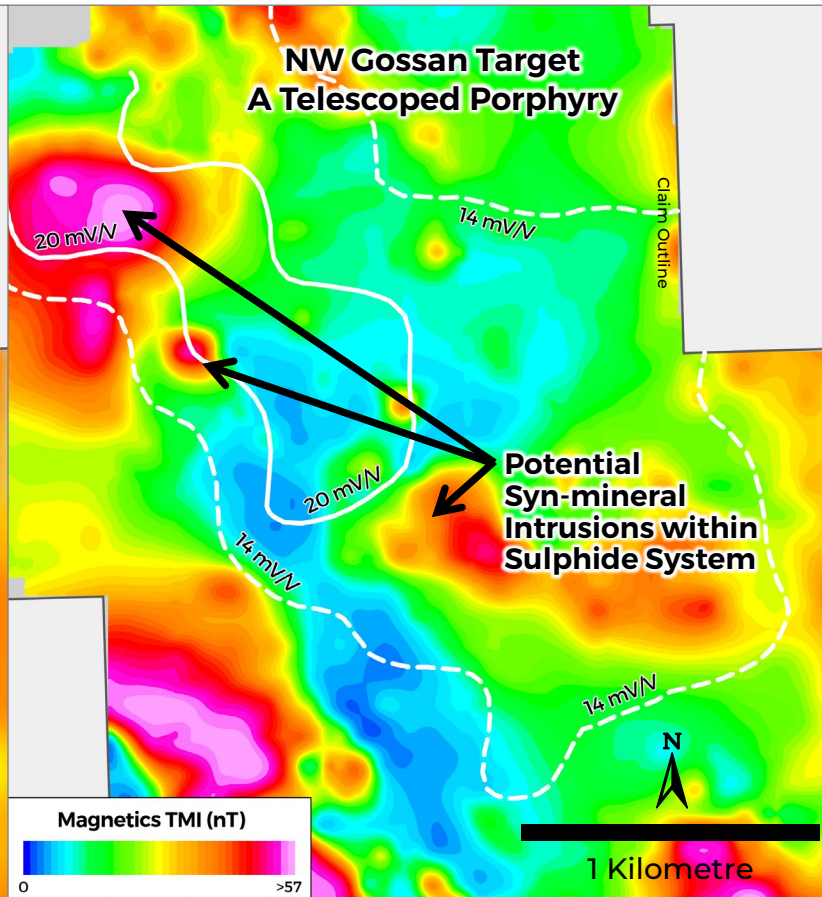 NW Gossan Target
A Telescoped Porphyry
Claim Outline
14 mV/V
20 mV/V
Potential
Syn-mineral
Intrusions within
Sulphide System
20 mV/V
14 mV/V
14 mV/V
N
1 Kilometre
Magnetics TMI (nT)
0 >57